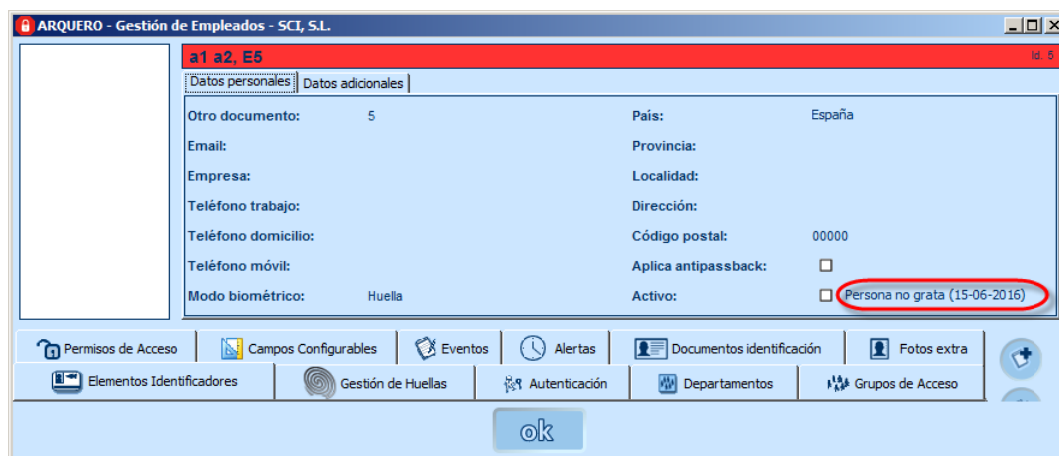 ARQUERO - Gestión de Empleados - SCI, S.L.
a1 a2, E5 Id. 5
Datos personales Datos adicionales
Otro documento: 5 País: España
Email: Provincia:
Empresa: Localidad:
Teléfono trabajo: Dirección:
Teléfono domicilio: Código postal: 00000
Teléfono móvil: Aplica antipassback:
Modo biométrico: Huella Activo: Persona no grata (15-06-2016)
Permisos de Acceso Campos Configurables Eventos Alertas Documentos identificación Fotos extra
Elementos Identificadores Gestión de Huellas Autenticación Departamentos Grupos de Acceso
ok